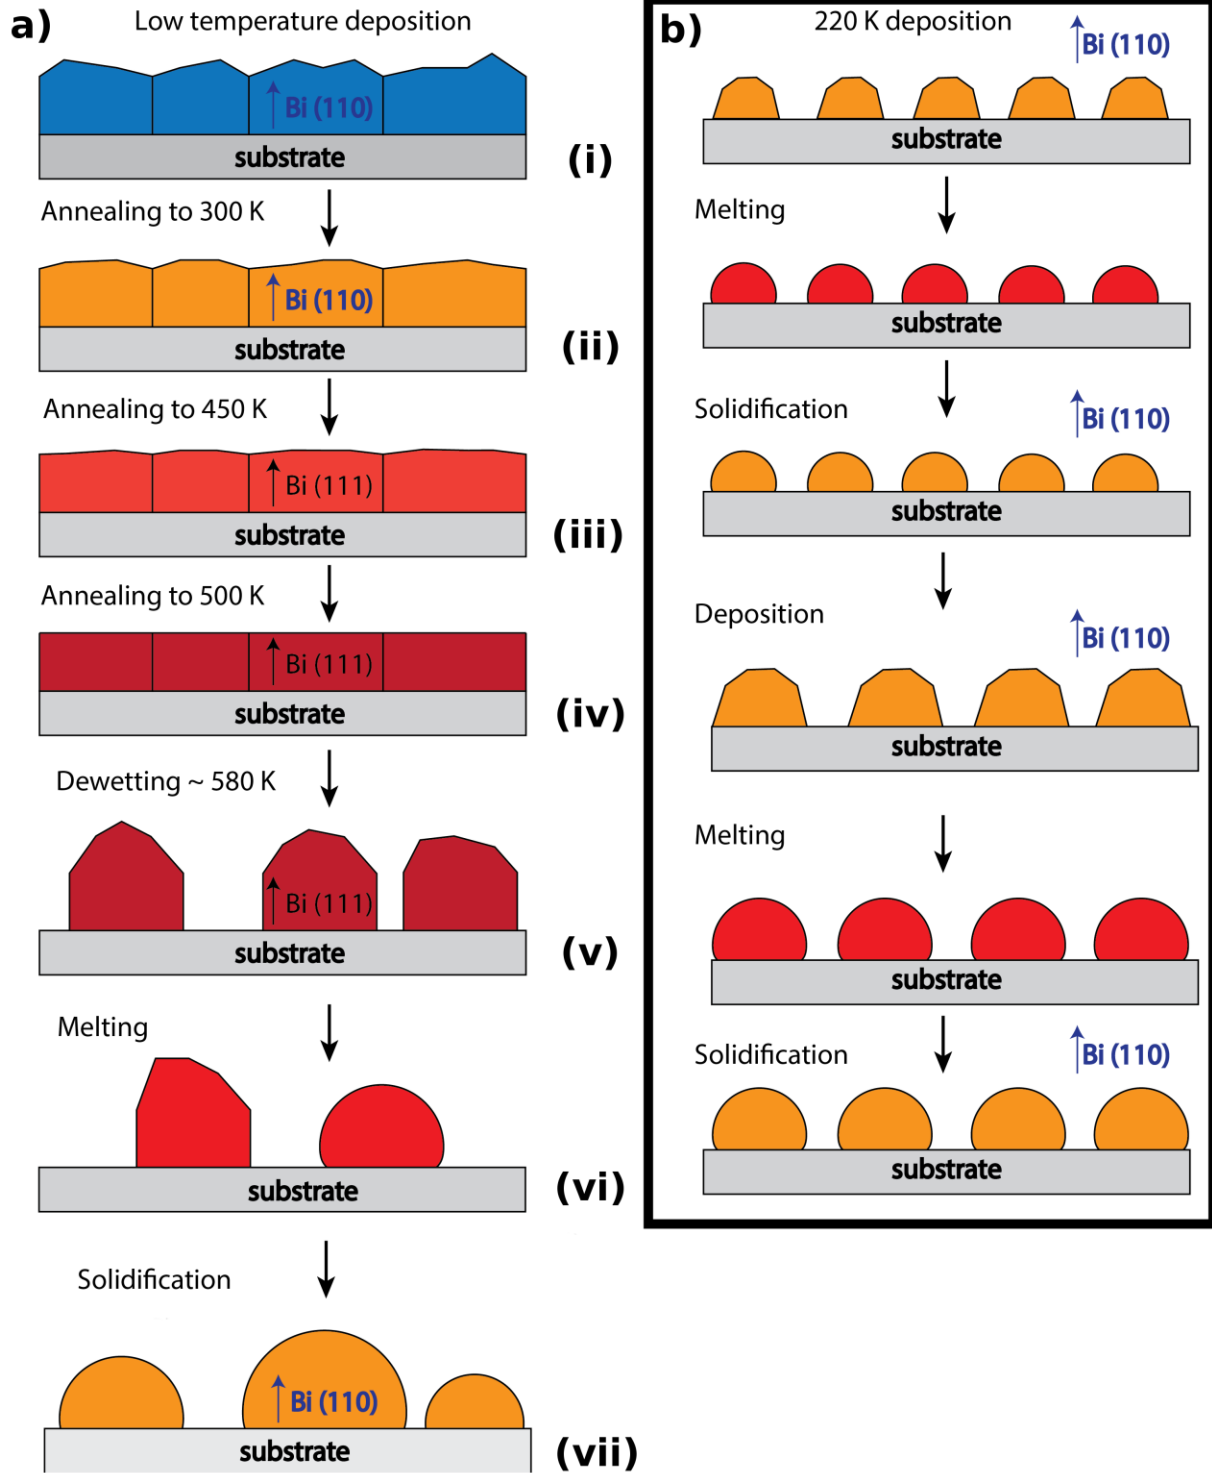 a)
Low temperature deposition
Bi (110)
substrate
(i)
Annealing to 300 K
Bi (110)
substrate
(ii)
Annealing to 450 K
Bi (111)
substrate
(iii)
Annealing to 500 K
Bi (111)
substrate
(iv)
Dewetting ~ 580 K
Bi (111)
substrate
(v)
Melting
substrate
(vi)
Solidification
Bi (110)
substrate
(vii)
b)
220 K deposition
Bi (110)
substrate
Melting
substrate
Solidification
Bi (110)
substrate
Deposition
Bi (110)
substrate
Melting
substrate
Solidification
Bi (110)
substrate